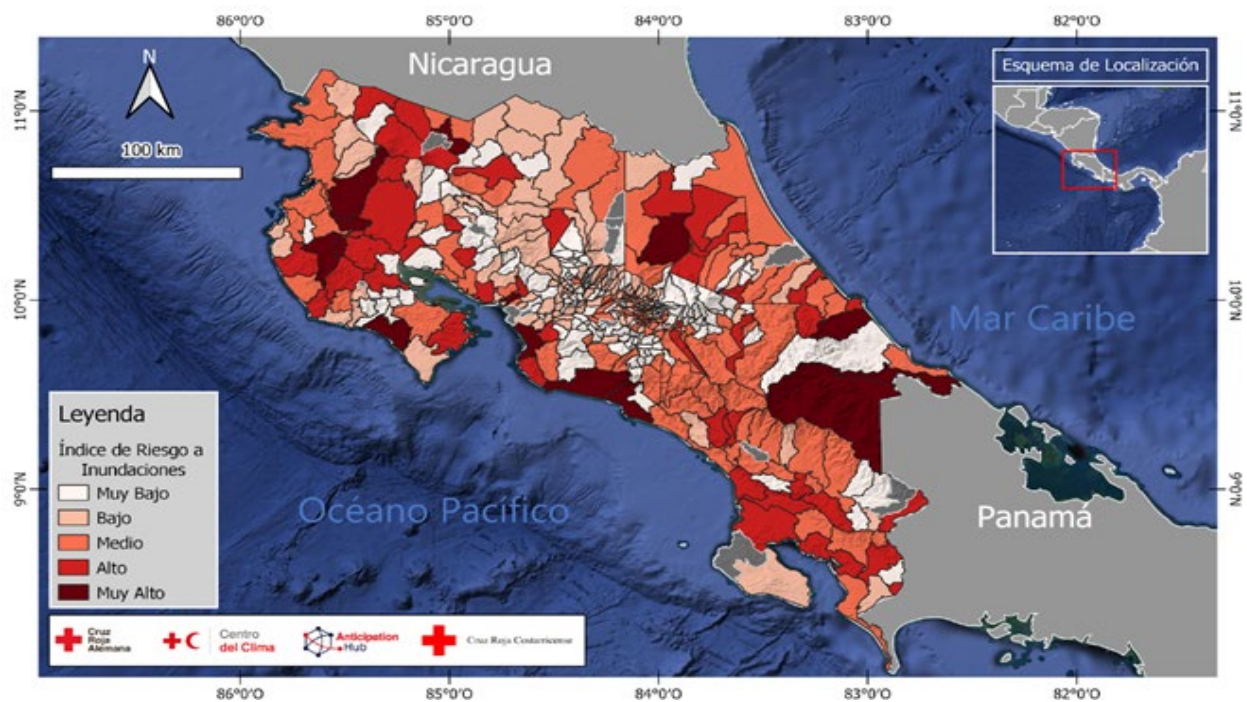 86°0'O 85°0'O 84°0'O 83°0'O 82°0'O
Nicaragua
N
Esquema de Localización
11°0'N 11°0'N
100 km
10°0'N 10°0'N
Mar Caribe
Leyenda
Índice de Riesgo a
Inundaciones
Muy Bajo
Bajo
Medio
Alto
Muy Alto
9°0'N 9°0'N
Océano Pacífico
Panamá
Cruz
Roja
Alemana
Centro
del Clima
Anticipation
Hub
Cruz Roja Costarricense
86°0'O 85°0'O 84°0'O 83°0'O 82°0'O